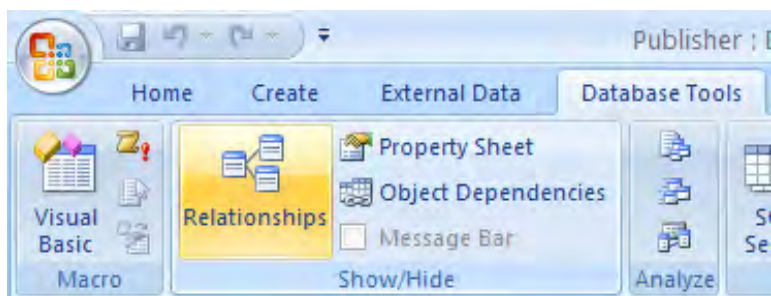 Publisher :
Home Create External Data Database Tools
Visual Basic
Relationships
Property Sheet
Object Dependencies
Message Bar
Macro Show/Hide Analyze